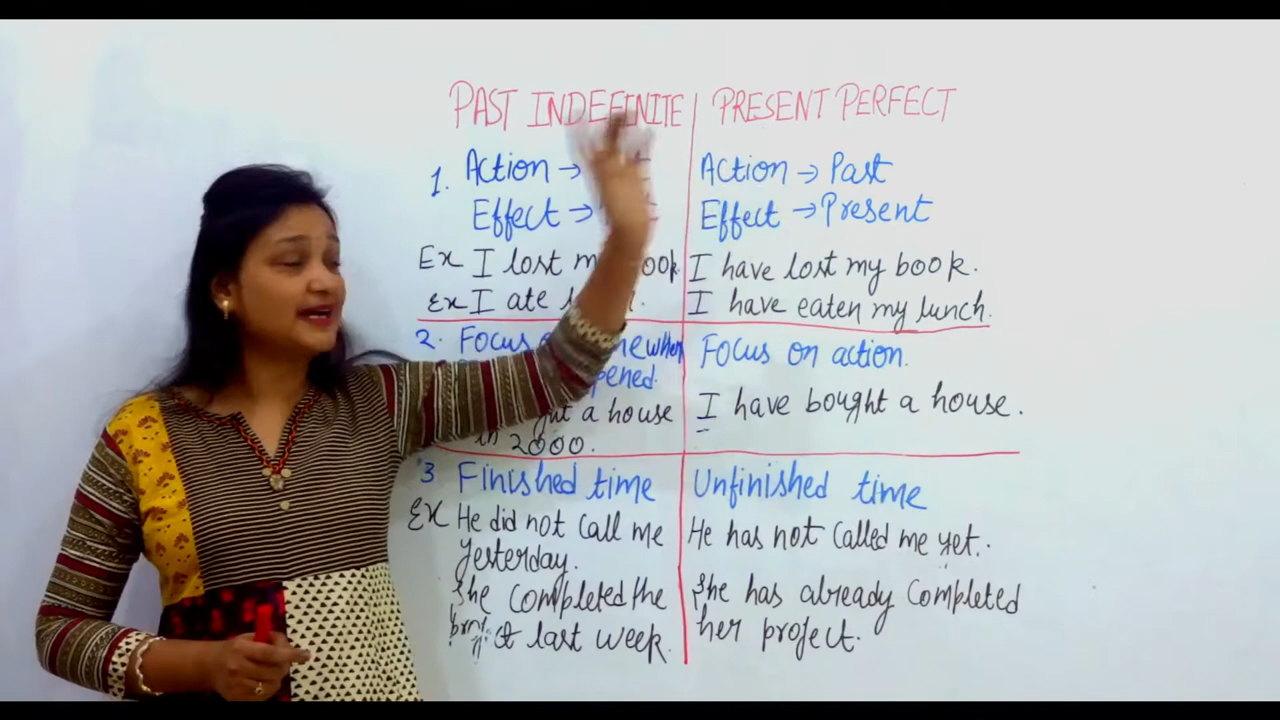 PAST INDEFINITE
PRESENT PERFECT
1. Action →
Effect →
Ex I lost my book.
Ex I ate
Action → Past
Effect → Present
I have lost my book.
I have eaten my lunch.
2. Focus
a house
in 2000.
Focus on action.
I have bought a house.
3 Finished time
Ex He did not call me
yesterday.
She completed the
last week.
Unfinished time
He has not called me yet.
She has already completed
her project.